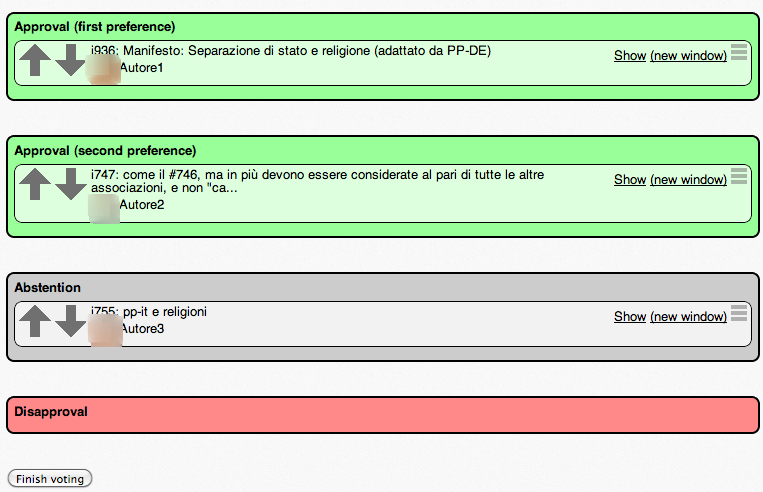 Approval (first preference)
i936: Manifesto: Separazione di stato e religione (adattato da PP-DE)
Show (new window)
Autore1
Approval (second preference)
i747: come il #746, ma in più devono essere considerate al pari di tutte le altre
associazioni, e non "ca...
Show (new window)
Autore2
Abstention
i755: pp-it e religioni
Show (new window)
Autore3
Disapproval
Finish voting